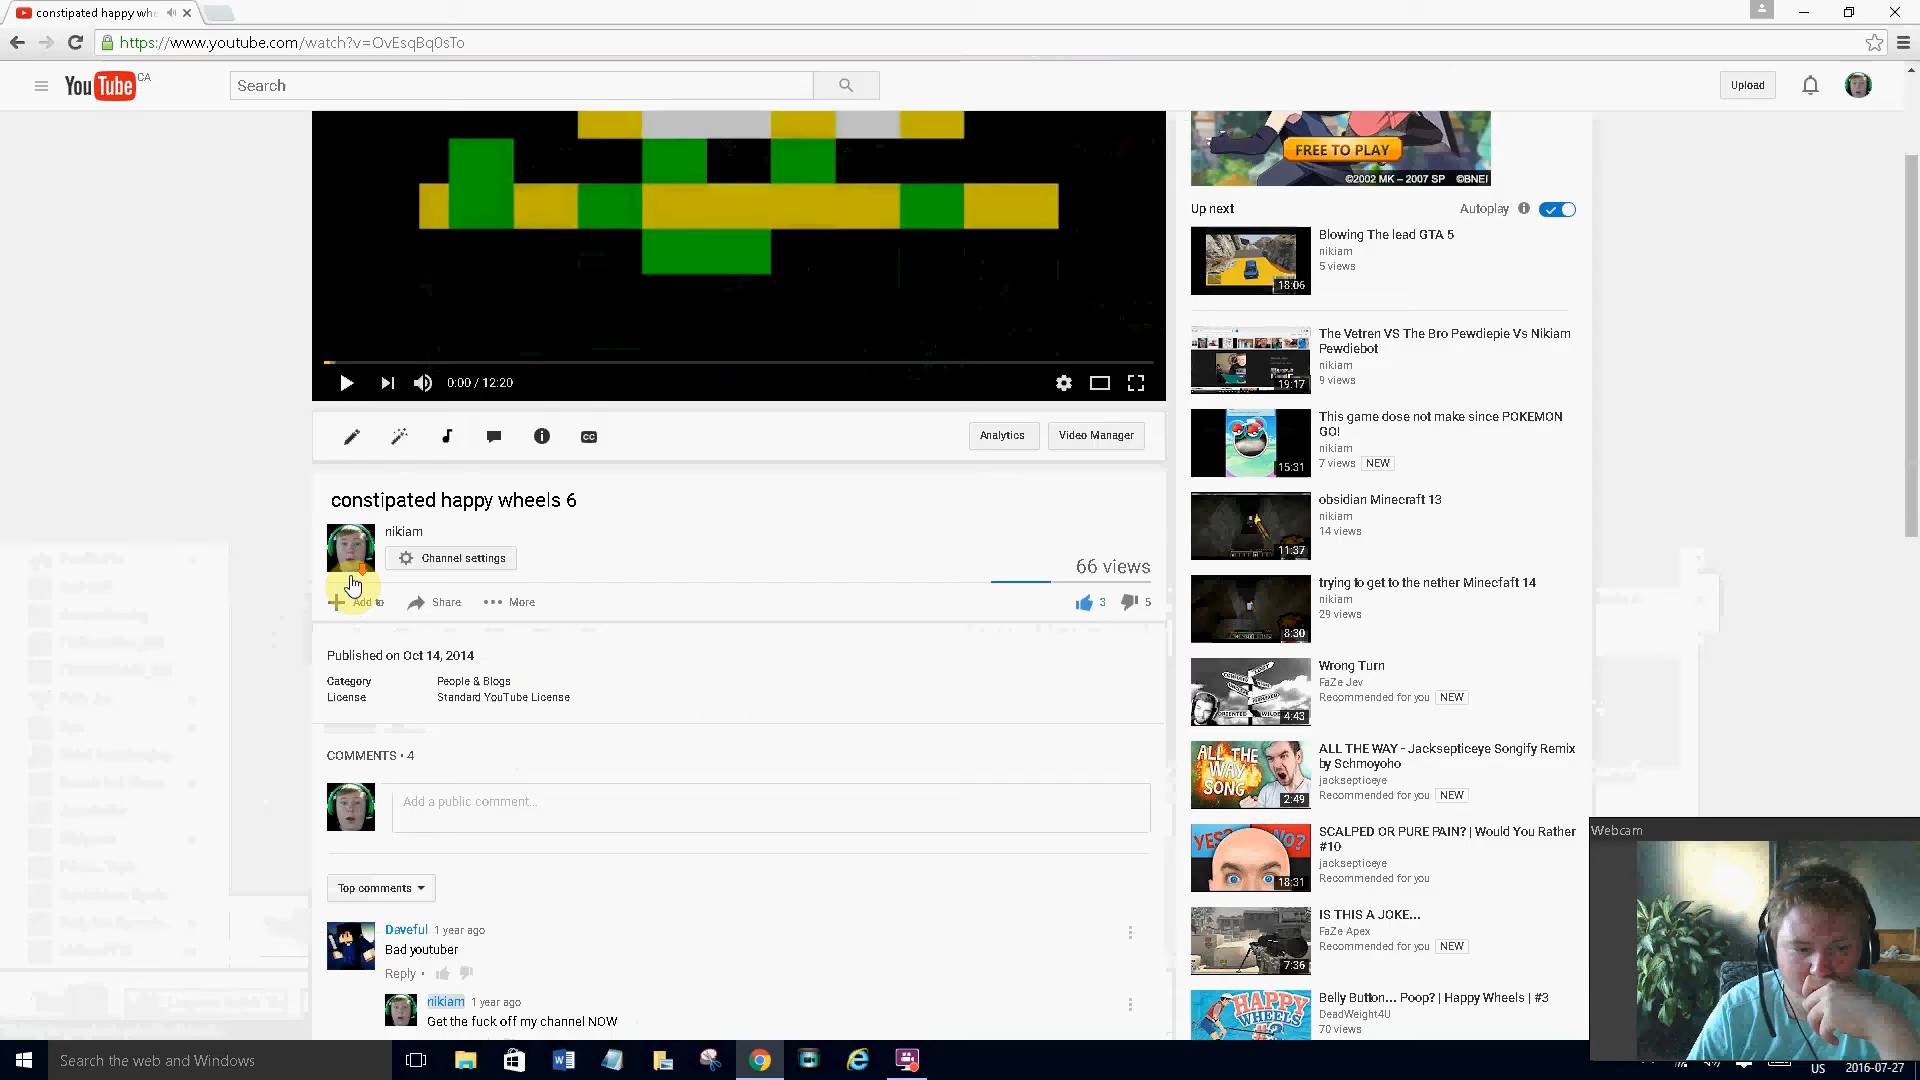 constipated happy whe
https://www.youtube.com/watch?v=OvEsqBq0sTo
YouTube CA
Search
Upload
FREE TO PLAY
©2002 MK – 2007 SP ©BNEI
0:00 / 12:20
CC
Analytics
Video Manager
constipated happy wheels 6
nikiam
Channel settings
66 views
Add to
Share
More
3
5
Published on Oct 14, 2014
Category People & Blogs
License Standard YouTube License
COMMENTS • 4
Add a public comment...
Top comments
Daveful 1 year ago
Bad youtuber
Reply •
nikiam 1 year ago
Get the fuck off my channel NOW
Up next
Autoplay
Blowing The lead GTA 5
nikiam
5 views
18:06
The Vetren VS The Bro Pewdiepie Vs Nikiam
Pewdiebot
nikiam
9 views
19:17
This game dose not make since POKEMON
GO!
nikiam
7 views NEW
15:31
obsidian Minecraft 13
nikiam
14 views
11:37
trying to get to the nether Minecfaft 14
nikiam
29 views
8:30
Wrong Turn
FaZe Jev
Recommended for you NEW
4:43
ALL THE WAY - Jacksepticeye Songify Remix
by Schmoyoho
jacksepticeye
Recommended for you NEW
ALL THE
WAY
SONG
2:49
SCALPED OR PURE PAIN? | Would You Rather
#10
jacksepticeye
Recommended for you
YES?
NO?
18:31
IS THIS A JOKE...
FaZe Apex
Recommended for you NEW
7:36
Belly Button... Poop? | Happy Wheels | #3
DeadWeight4U
70 views
HAPPY
WHEELS
Webcam
Search the web and Windows
US
2016-07-27